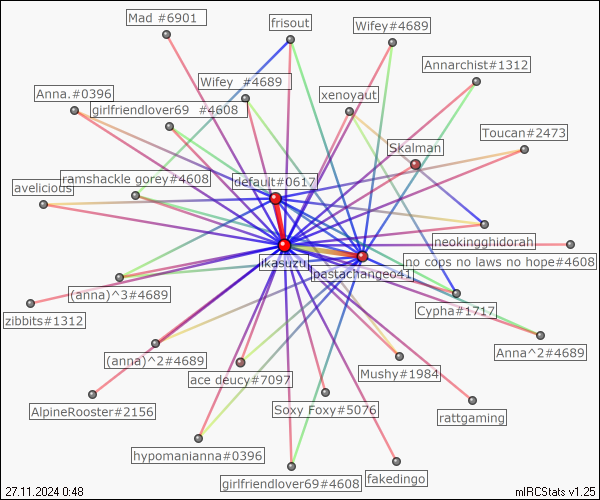 Mad #6901
frisout
Wifey#4689
Annarchist#1312
Wifey #4689
Anna.#0396
xenoyaut
girlfriendlover69 #4608
Toucan#2473
Skalman
ramshackle gorey#4608
default#0617
avelicious
neokingghidorah
ikasuzu
no cops no laws no hope#4608
pastachangeo41
(anna)^3#4689
Cypha#1717
zibbits#1312
Anna^2#4689
(anna)^2#4689
Mushy#1984
ace deucy#7097
AlpineRooster#2156
Soxy Foxy#5076
rattgaming
hypomanianna#0396
fakedingo
girlfriendlover69#4608
27.11.2024 0:48
mIRCStats v1.25